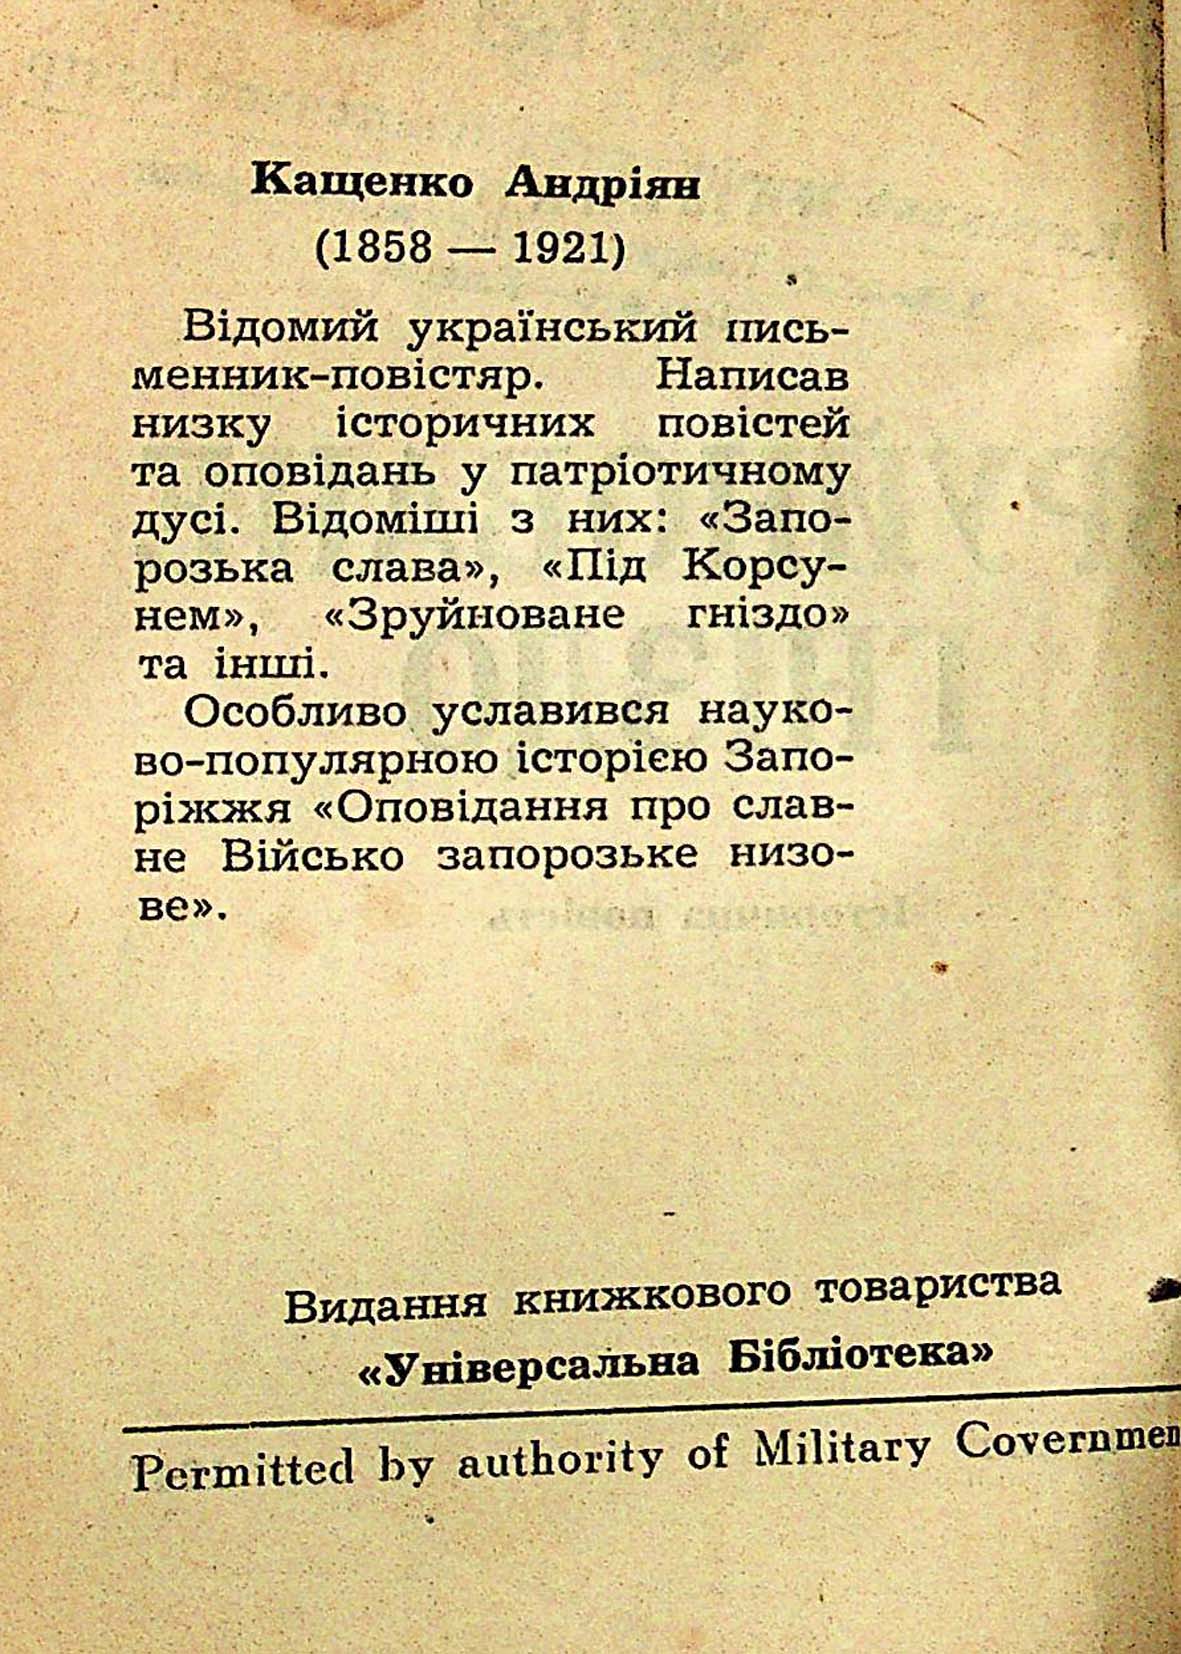 Кащенко Андріян
(1858 — 1921)
Відомий український пись-
менник-повістяр. Написав
низку історичних повістей
та оповідань у патріотичному
дусі. Відоміші з них: «Запо-
розька слава», «Під Корсу-
нем», «Зруйноване гніздо»
та інші.
Особливо уславився науко-
во-популярною історією Запо-
ріжжя «Оповідання про слав-
не Військо запорозьке низо-
ве».
Видання книжкового товариства
«Універсальна Бібліотека»
Permitted by authority of Military Governmen